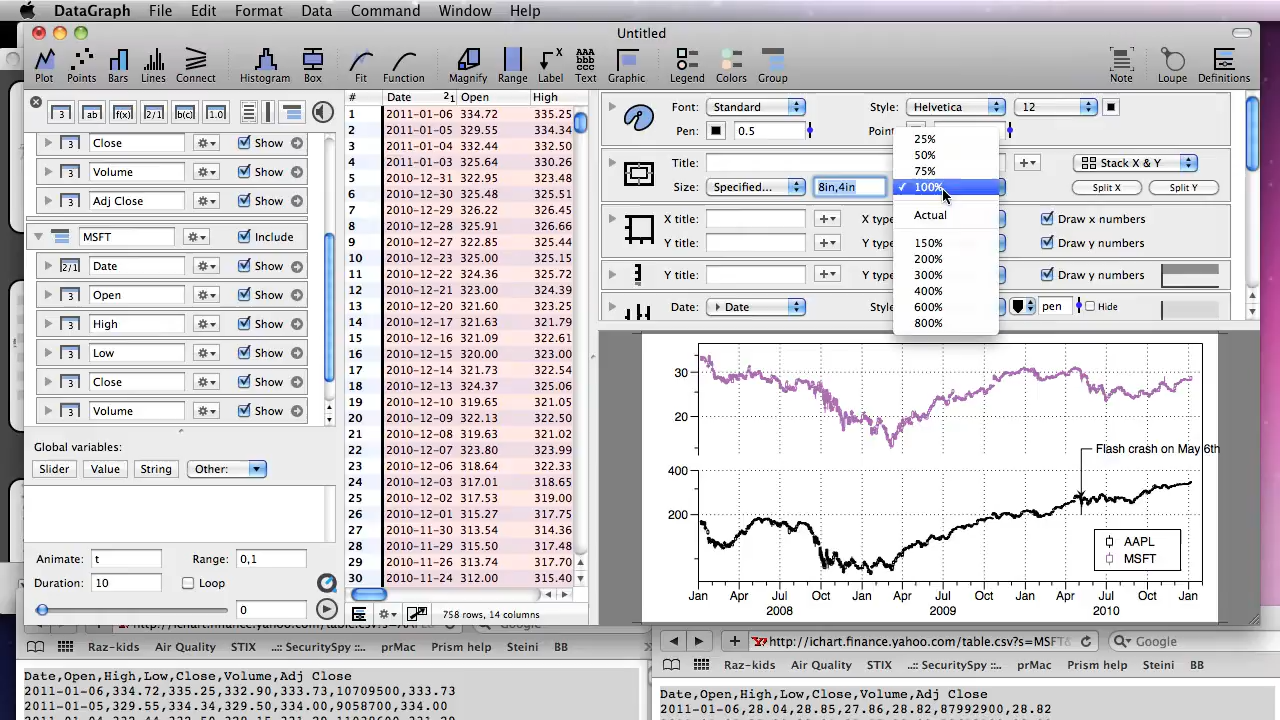 DataGraph File Edit Format Data Command Window Help
Untitled
Plot Points Bars Lines Connect Histogram Box Fit Function Magnify Range Label Text Graphic Legend Colors Group Note Loupe Definitions
Close Show
Volume Show
Adj Close Show
MSFT Include
Date Show
Open Show
High Show
Low Show
Close Show
Volume Show
Global variables:
Slider Value String Other:
Animate: t Range: 0,1
Duration: 10 Loop
0
# Date Open High
1 2011-01-06 334.72 335.25
2 2011-01-05 329.55 334.34
3 2011-01-04 332.44 332.50
4 2011-01-03 325.64 330.26
5 2010-12-31 322.95 323.48
6 2010-12-30 325.48 325.51
7 2010-12-29 326.22 326.45
8 2010-12-28 325.91 326.66
9 2010-12-27 322.85 325.44
10 2010-12-23 325.00 325.15
11 2010-12-22 324.36 325.72
12 2010-12-21 323.00 324.39
13 2010-12-20 321.60 323.25
14 2010-12-17 321.63 321.79
15 2010-12-16 321.09 322.61
16 2010-12-15 320.00 323.00
17 2010-12-14 321.73 322.54
18 2010-12-13 324.37 325.06
19 2010-12-10 319.65 321.05
20 2010-12-09 322.13 322.50
21 2010-12-08 319.63 321.02
22 2010-12-07 323.80 323.99
23 2010-12-06 318.64 322.33
24 2010-12-03 317.01 318.65
25 2010-12-02 317.53 319.00
26 2010-12-01 315.27 318.75
27 2010-11-30 313.54 314.36
28 2010-11-29 315.50 317.48
29 2010-11-26 313.74 317.70
30 2010-11-24 312.00 315.40
758 rows, 14 columns
Font: Standard Style: Helvetica 12
Pen: 0.5 Point
Title: Stack X & Y
Size: Specified... 8in,4in Split X Split Y
X title: X type Draw x numbers
Y title: Y type Draw y numbers
Y title: Y type Draw y numbers
Date: Date Style pen Hide
25%
50%
75%
✓ 100%
Actual
150%
200%
300%
400%
600%
800%
30
20
Flash crash on May 6th
400
200
AAPL
MSFT
Jan Apr Jul Oct Jan Apr Jul Oct Jan Apr Jul Oct Jan
2008 2009 2010
http://ichart.finance.yahoo.com/table.csv?s=MSFT& Google
Raz-kids Air Quality STIX ..:: SecuritySpy ::.. prMac Prism help Steini BB
Raz-kids Air Quality STIX ..:: SecuritySpy ::.. prMac Prism help Steini BB
Date,Open,High,Low,Close,Volume,Adj Close
2011-01-06,334.72,335.25,332.90,333.73,10709500,333.73
2011-01-05,329.55,334.34,329.50,334.00,9058700,334.00
Date,Open,High,Low,Close,Volume,Adj Close
2011-01-06,28.04,28.85,27.86,28.82,87992900,28.82